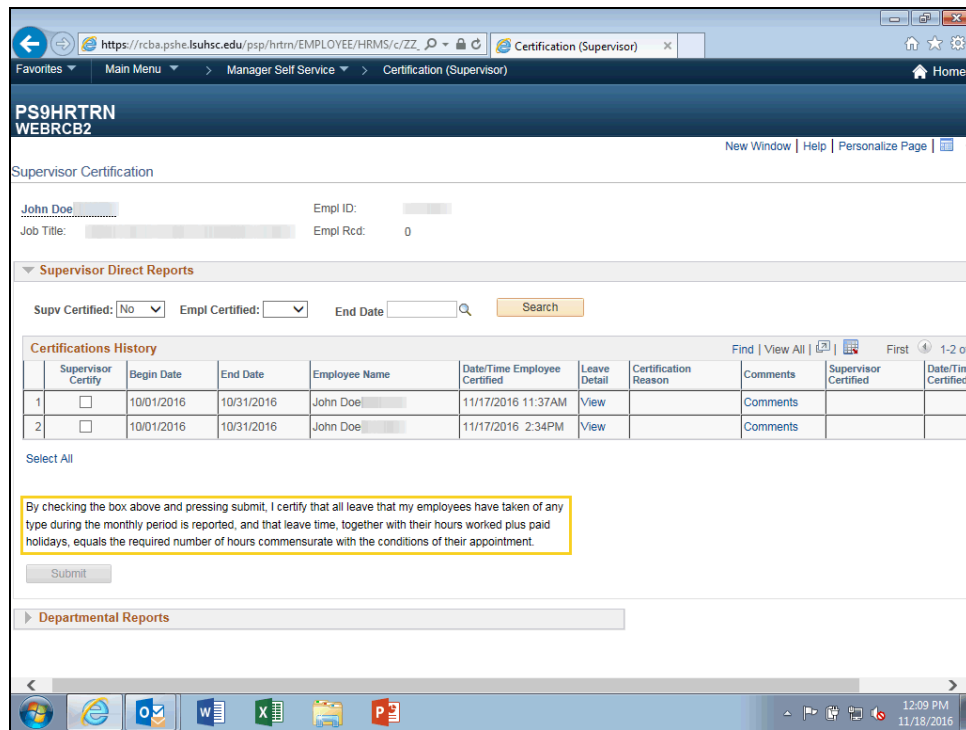 https://rcba.pshe.lsuhsc.edu/psp/hrtrn/EMPLOYEE/HRMS/c/ZZ_ Certification (Supervisor)
Favorites Main Menu > Manager Self Service > Certification (Supervisor) Home
PS9HRTRN
WEBRCB2
New Window | Help | Personalize Page |
Supervisor Certification
John Doe Empl ID:
Job Title: Empl Rcd: 0
Supervisor Direct Reports
Supv Certified: No Empl Certified: End Date Search
Certifications History Find | View All | First 1-2 o
Supervisor Certify Begin Date End Date Employee Name Date/Time Employee Certified Leave Detail Certification Reason Comments Supervisor Certified Date/Tim Certified
1 10/01/2016 10/31/2016 John Doe 11/17/2016 11:37AM View Comments
2 10/01/2016 10/31/2016 John Doe 11/17/2016 2:34PM View Comments
Select All
By checking the box above and pressing submit, I certify that all leave that my employees have taken of any
type during the monthly period is reported, and that leave time, together with their hours worked plus paid
holidays, equals the required number of hours commensurate with the conditions of their appointment.
Submit
Departmental Reports
12:09 PM
11/18/2016